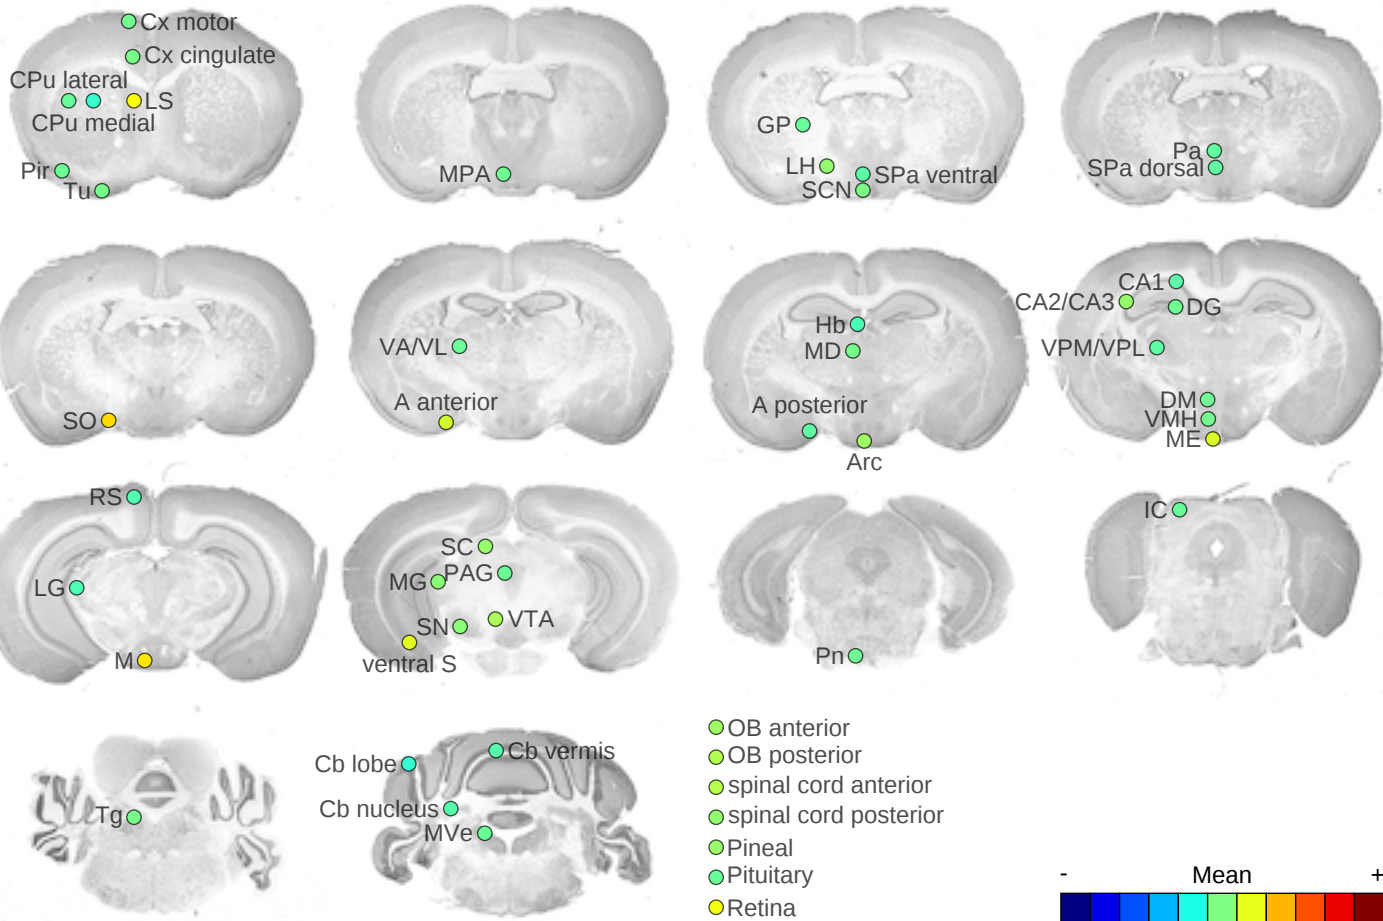 Cx motor
Cx cingulate
CPu lateral
LS
CPu medial
Pir
Tu
MPA
GP
LH
SPa ventral
SCN
Pa
SPa dorsal
SO
VA/VL
A anterior
Hb
MD
A posterior
Arc
CA1
CA2/CA3
DG
VPM/VPL
DM
VMH
ME
RS
LG
M
SC
PAG
MG
VTA
SN
ventral S
Pn
IC
Tg
Cb vermis
Cb lobe
Cb nucleus
MVe
OB anterior
OB posterior
spinal cord anterior
spinal cord posterior
Pineal
Pituitary
Retina
- Mean +